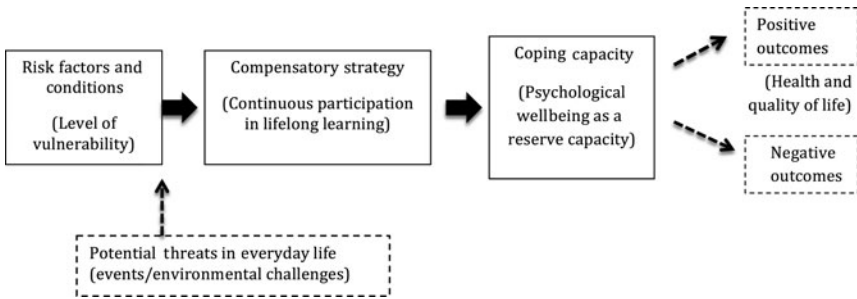 Risk factors and
conditions
(Level of
vulnerability)
Compensatory strategy
(Continuous participation
in lifelong learning)
Coping capacity
(Psychological
wellbeing as a
reserve capacity)
Positive
outcomes
(Health and
quality of life)
Negative
outcomes
Potential threats in everyday life
(events/environmental challenges)